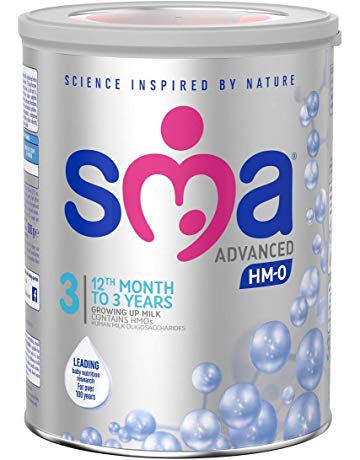 SCIENCE INSPIRED BY NATURE
sma®
ADVANCED
HM-O
3
12TH MONTH
TO 3 YEARS
GROWING UP MILK
CONTAINS HMOs
HUMAN MILK OLIGOSACCHARIDES
LEADING
baby nutrition
research
For over
100 years